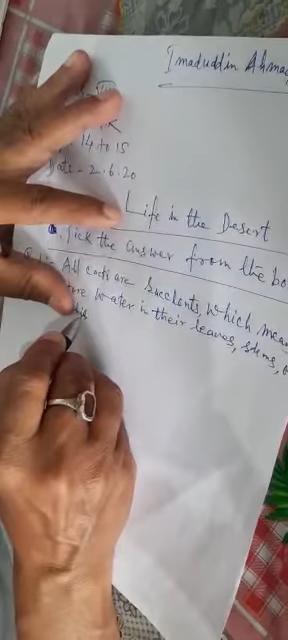 Imaduddin Ahmad
14 to 15
Date - 2.6.20
Life in the Desert
Pick the answer from the bo
All cacti are Succulents, which mean
water in their leaves, stems,